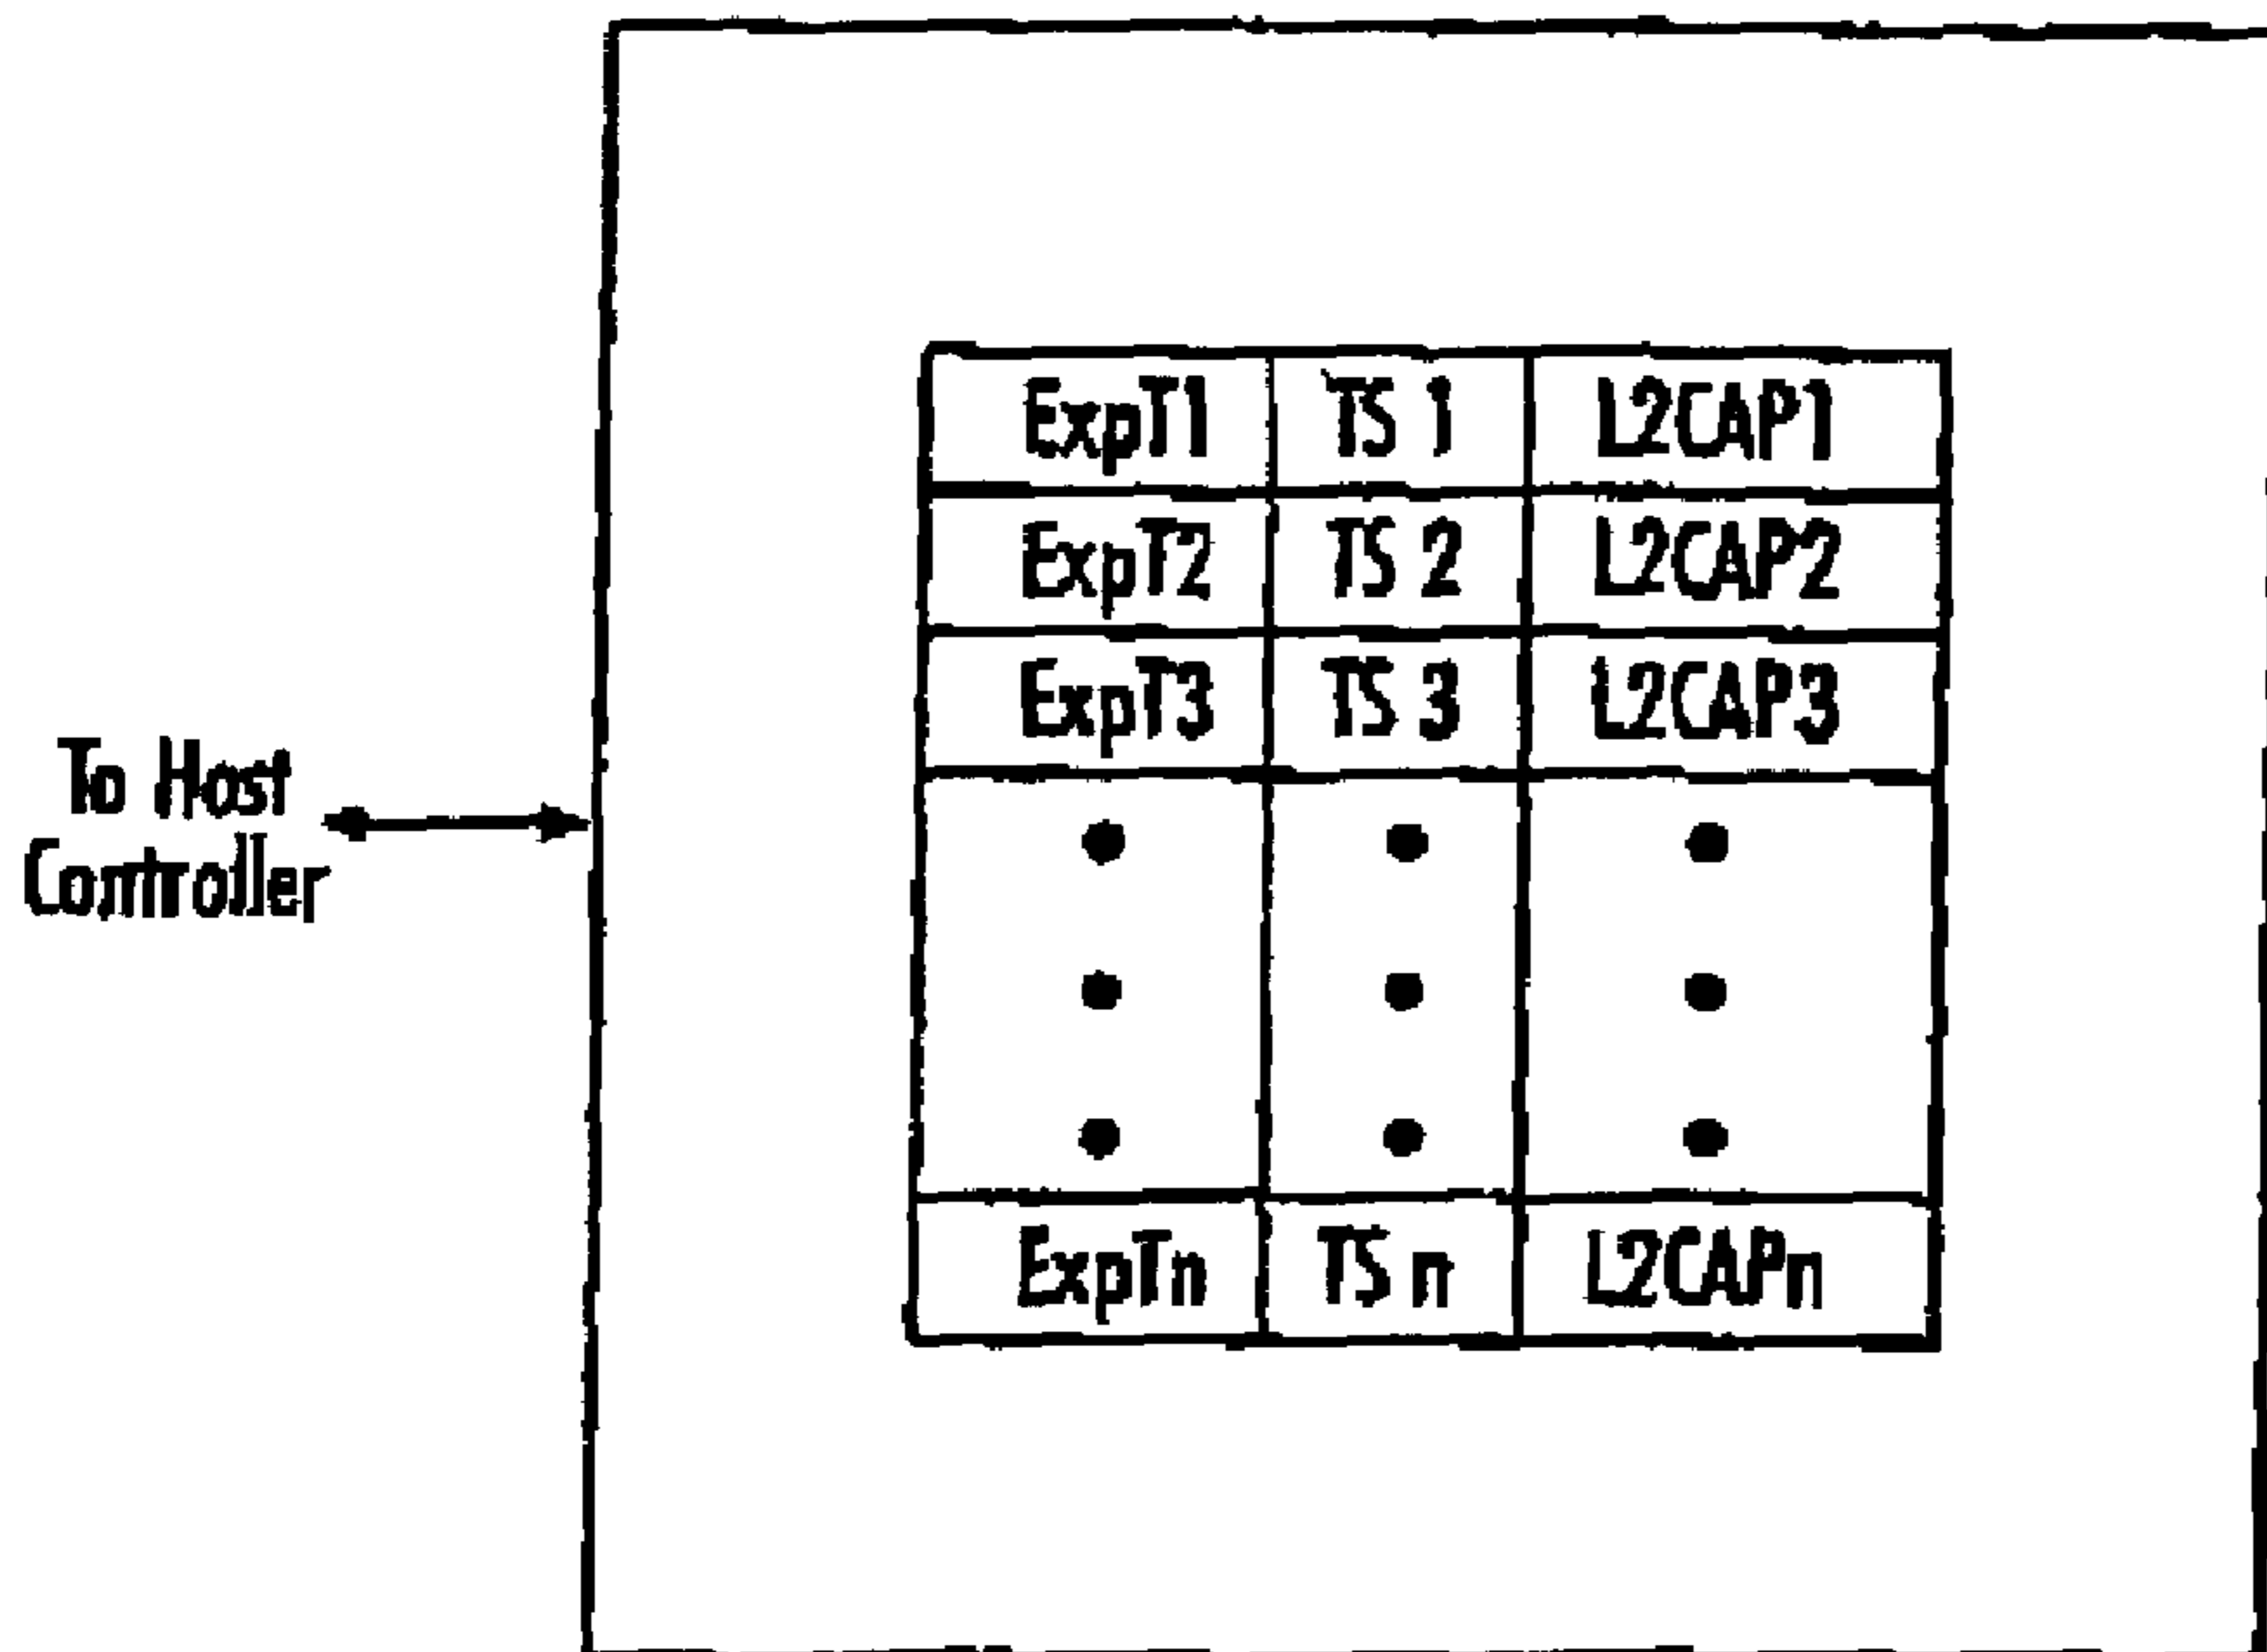 ExpT1 TS 1 L2CAP1
ExpT2 TS 2 L2CAP2
ExpT3 TS 3 L2CAP3
To Host
Controller
ExpTn TS n L2CAPn